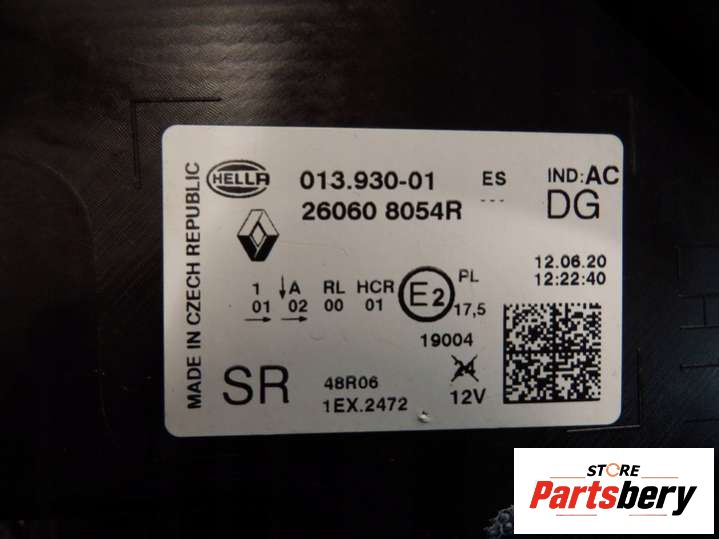 MADE IN CZECH REPUBLIC
HELLA 013.930-01 ES IND:AC
26060 8054R --- DG
12.06.20
12:22:40
1 A RL HCR E2 PL
01 02 00 01 17,5
19004
SR 48R06 24
1EX.2472 12V
STORE
Partsbery